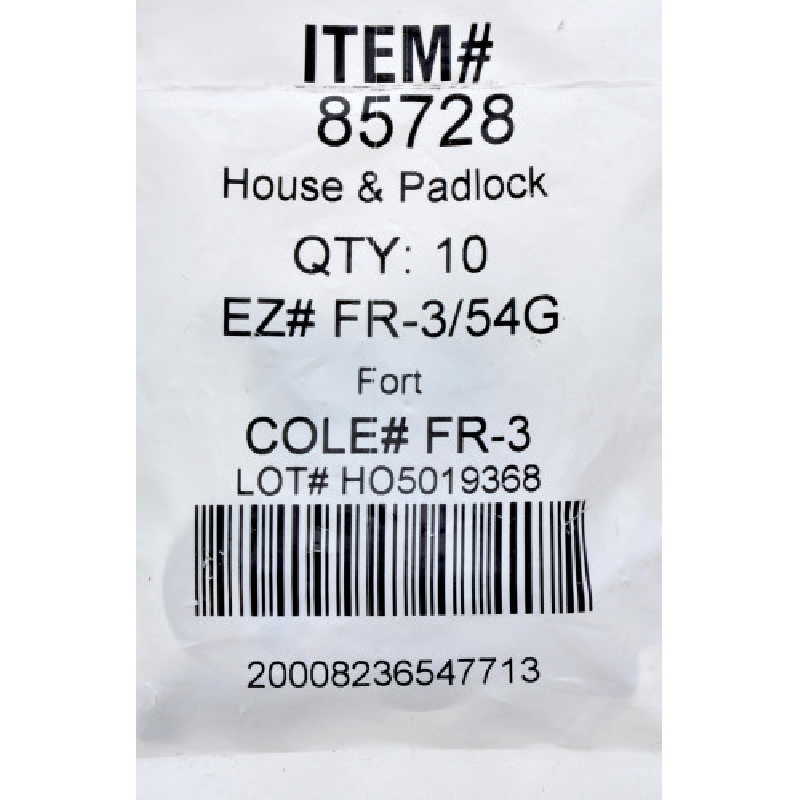 ITEM#
85728
House & Padlock
QTY: 10
EZ# FR-3/54G
Fort
COLE# FR-3
LOT# HO5019368
20008236547713